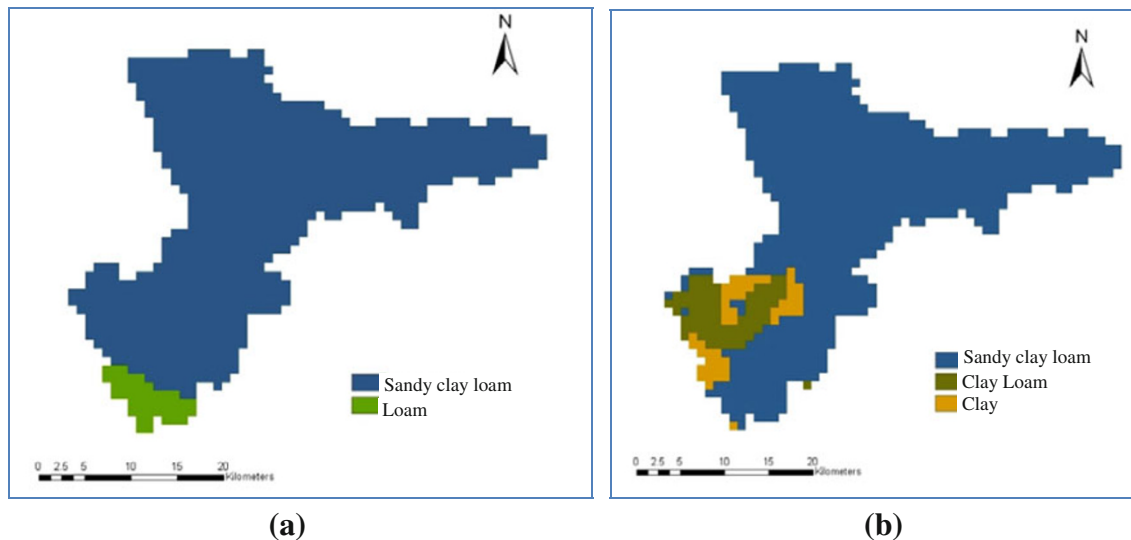 N
Sandy clay loam
Loam
0 2.5 5 10 15 20
Kilometers
(a)
N
Sandy clay loam
Clay Loam
Clay
0 2.5 5 10 15 20
Kilometers
(b)